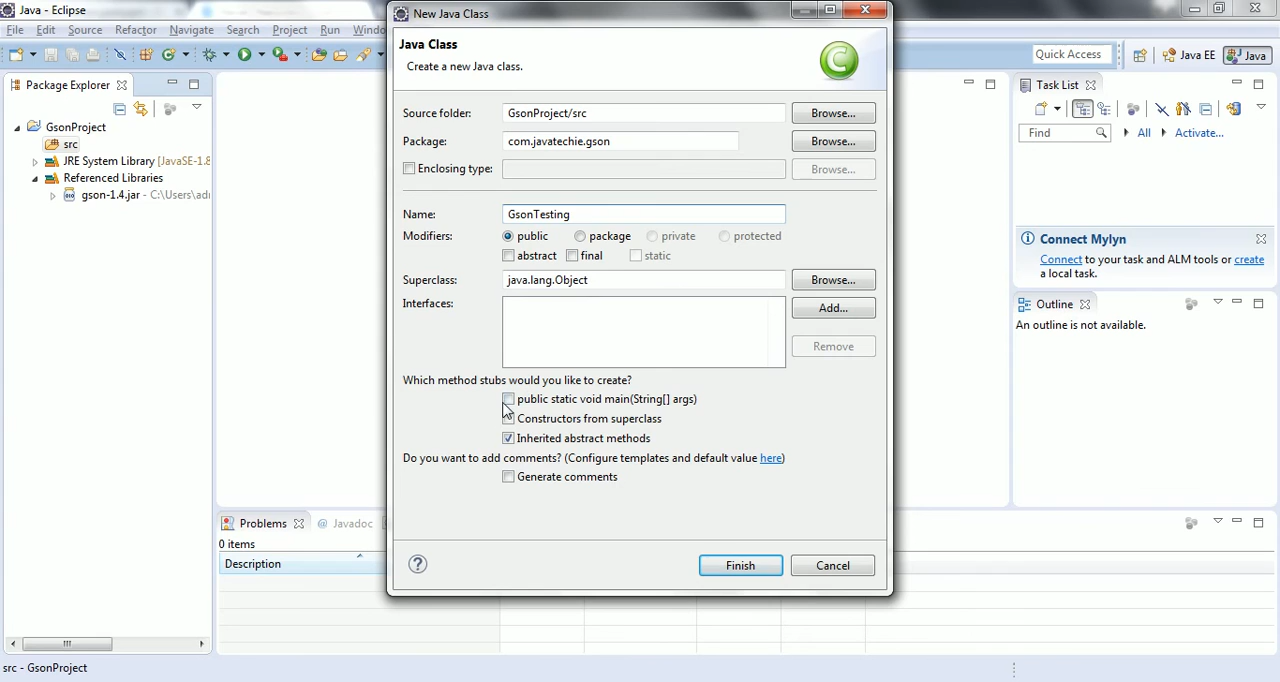 Java - Eclipse
New Java Class
File Edit Source Refactor Navigate Search Project Run Windo
Java Class
Create a new Java class.
Quick Access
Java EE
Java
Package Explorer
Task List
GsonProject
src
JRE System Library [JavaSE-1.8
Referenced Libraries
gson-1.4.jar - C:\Users\adr
Source folder:
GsonProject/src
Browse...
Package:
com.javatechie.gson
Browse...
Enclosing type:
Browse...
Find
All
Activate...
Name:
GsonTesting
Modifiers:
public
package
private
protected
abstract
final
static
Superclass:
java.lang.Object
Browse...
Interfaces:
Add...
Remove
Connect Mylyn
Connect to your task and ALM tools or create
a local task.
Outline
An outline is not available.
Which method stubs would you like to create?
public static void main(String[] args)
Constructors from superclass
Inherited abstract methods
Do you want to add comments? (Configure templates and default value here)
Generate comments
Problems
@ Javadoc
0 items
Description
Finish
Cancel
src - GsonProject